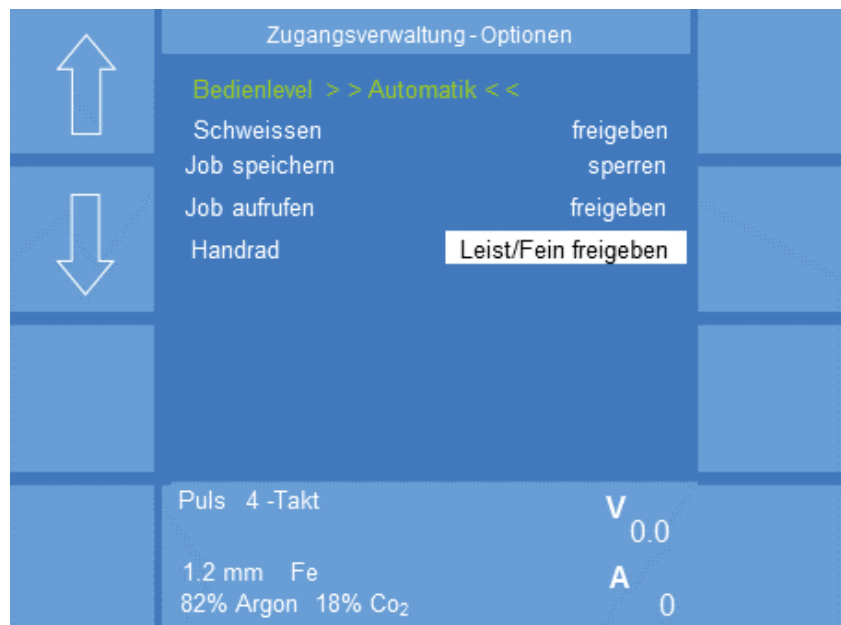 Zugangsverwaltung - Optionen
Bedienlevel > > Automatik < <
Schweissen freigeben
Job speichern sperren
Job aufrufen freigeben
Handrad Leist/Fein freigeben
Puls 4 -Takt V
0.0
1.2 mm Fe A
82% Argon 18% Co₂ 0